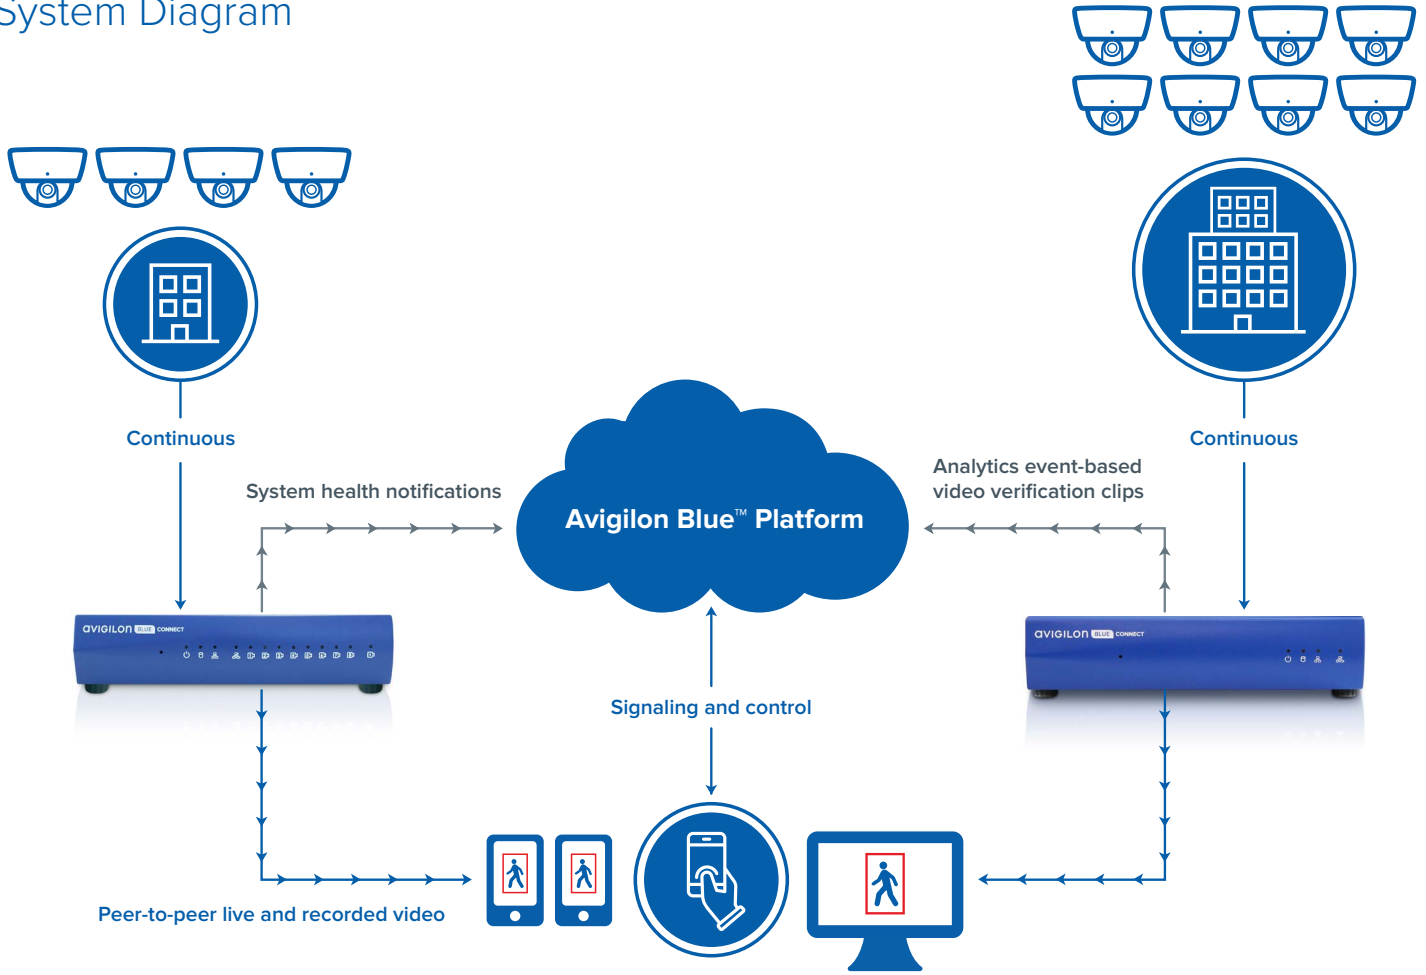 System Diagram
Continuous
Continuous
System health notifications
Analytics event-based
video verification clips
Avigilon Blue™ Platform
aVIGILON BLUE CONNECT
aVIGILON BLUE CONNECT
Signaling and control
Peer-to-peer live and recorded video